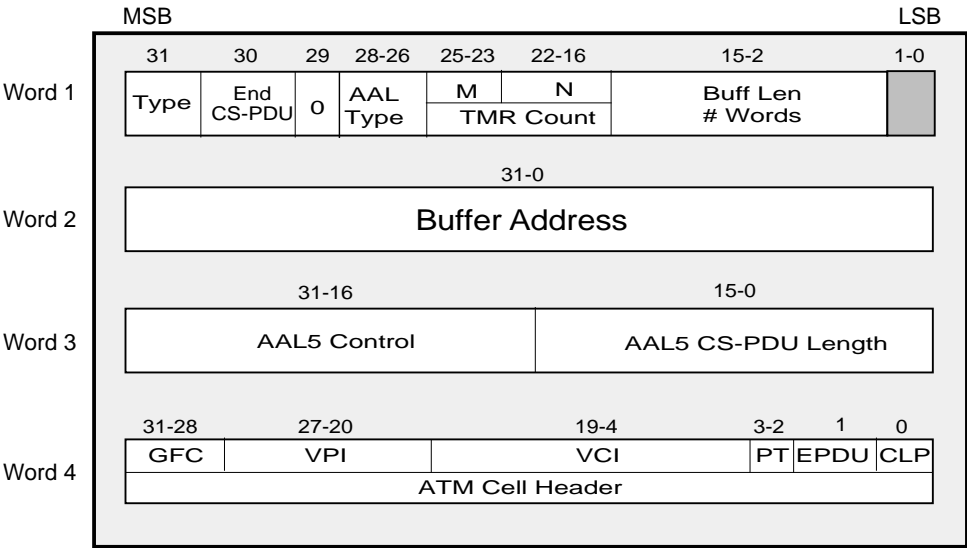 MSB LSB
31 30 29 28-26 25-23 22-16 15-2 1-0
Word 1
Type End CS-PDU 0 AAL Type M N TMR Count Buff Len # Words
31-0
Word 2 Buffer Address
31-16 15-0
Word 3 AAL5 Control AAL5 CS-PDU Length
31-28 27-20 19-4 3-2 1 0
Word 4
GFC VPI VCI PT EPDU CLP
ATM Cell Header